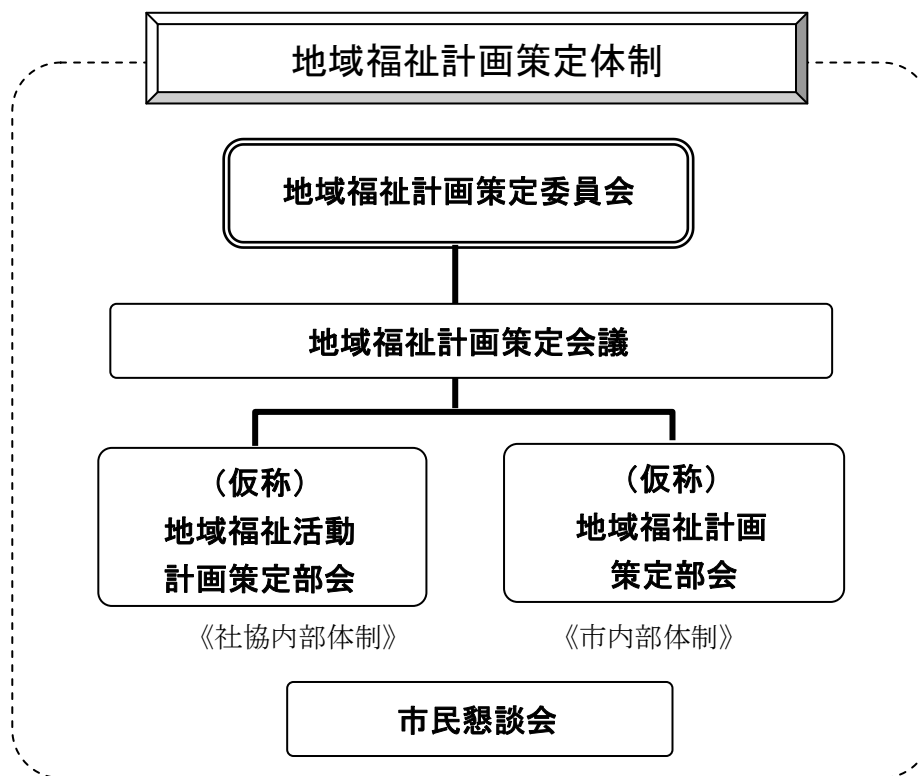 地域福祉計画策定体制
地域福祉計画策定委員会
地域福祉計画策定会議
（仮称）
地域福祉活動
計画策定部会
（仮称）
地域福祉計画
策定部会
《社協内部体制》
《市内部体制》
市民懇談会